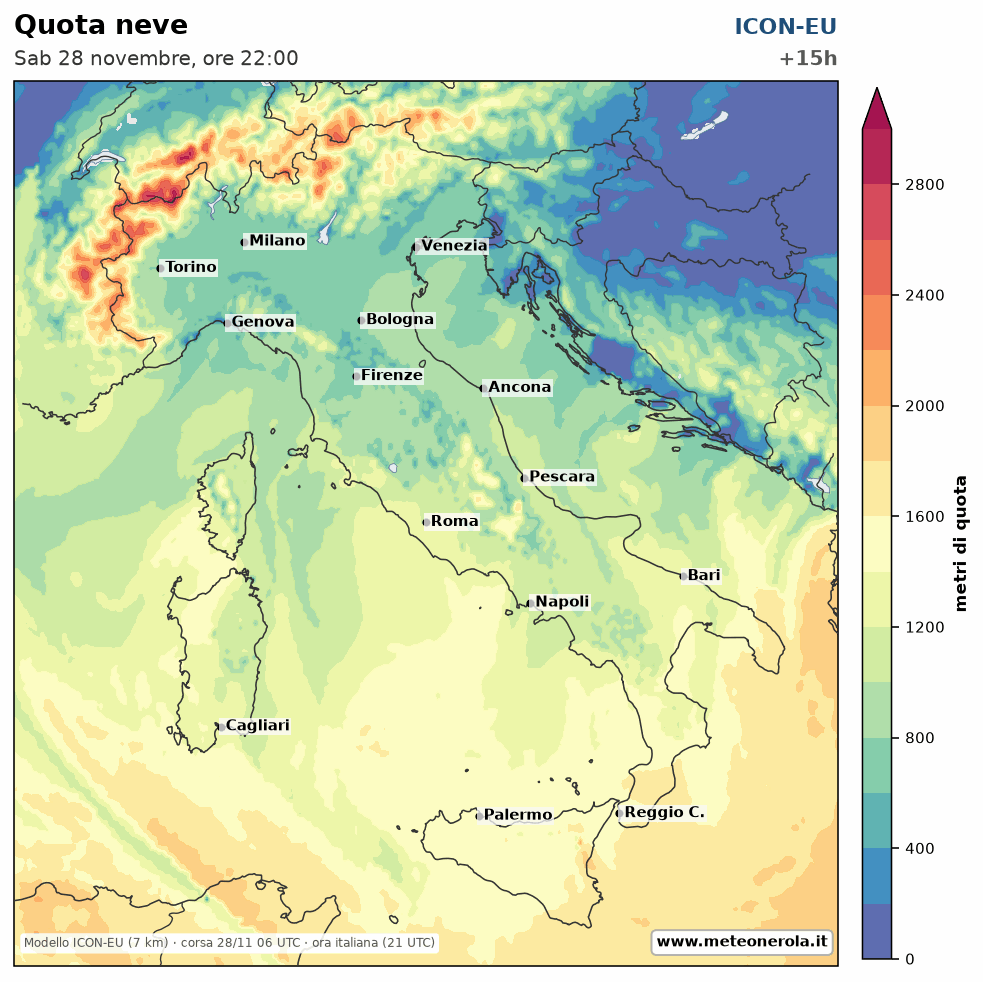 Quota neve
ICON-EU
Sab 28 novembre, ore 22:00
+15h
Milano
Venezia
Torino
Genova
Bologna
Firenze
Ancona
Pescara
Roma
Bari
Napoli
Cagliari
Palermo
Reggio C.
2800
2400
2000
1600
1200
800
400
0
metri di quota
Modello ICON-EU (7 km) · corsa 28/11 06 UTC · ora italiana (21 UTC)
www.meteonerola.it